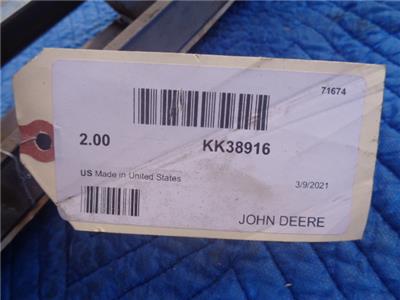 71674
2.00 KK38916
US Made in United States
3/9/2021
JOHN DEERE